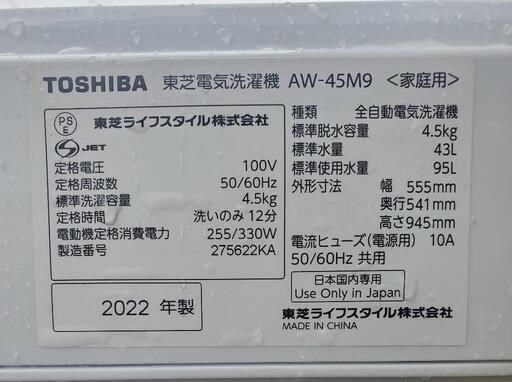 TOSHIBA 東芝電気洗濯機 AW-45M9 〈家庭用〉
PS
E
東芝ライフスタイル株式会社
S JET
定格電圧 100V
定格周波数 50/60Hz
標準洗濯容量 4.5kg
定格時間 洗いのみ 12分
電動機定格消費電力 255/330W
製造番号 275622KA
2022 年製
種類 全自動電気洗濯機
標準脱水容量 4.5kg
標準水量 43L
標準使用水量 95L
外形寸法 幅 555mm
奥行541mm
高さ945mm
電流ヒューズ(電源用) 10A
50/60Hz 共用
日本国内専用
Use Only in Japan
東芝ライフスタイル株式会社
MADE IN CHINA